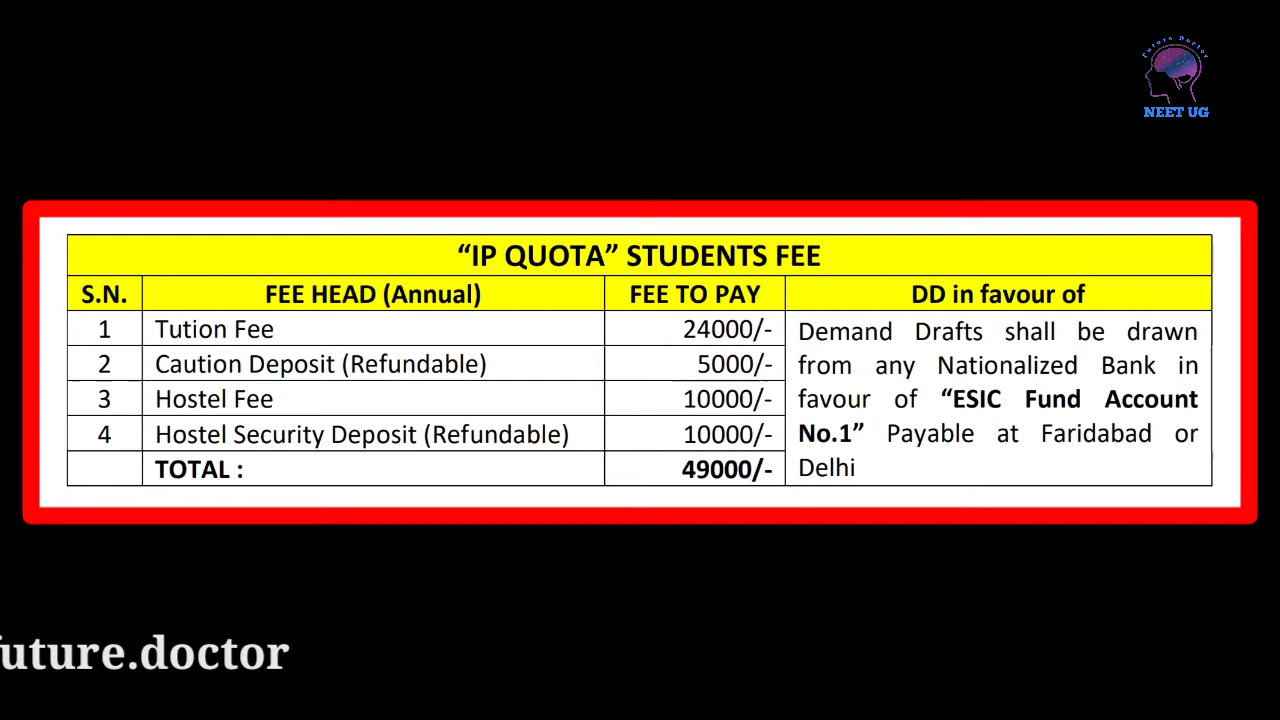 Future Doctor
NEET UG
“IP QUOTA” STUDENTS FEE
S.N. FEE HEAD (Annual) FEE TO PAY DD in favour of
1 Tution Fee 24000/-
2 Caution Deposit (Refundable) 5000/-
3 Hostel Fee 10000/-
4 Hostel Security Deposit (Refundable) 10000/-
TOTAL : 49000/-
Demand Drafts shall be drawn
from any Nationalized Bank in
favour of “ESIC Fund Account
No.1” Payable at Faridabad or
Delhi
future.doctor